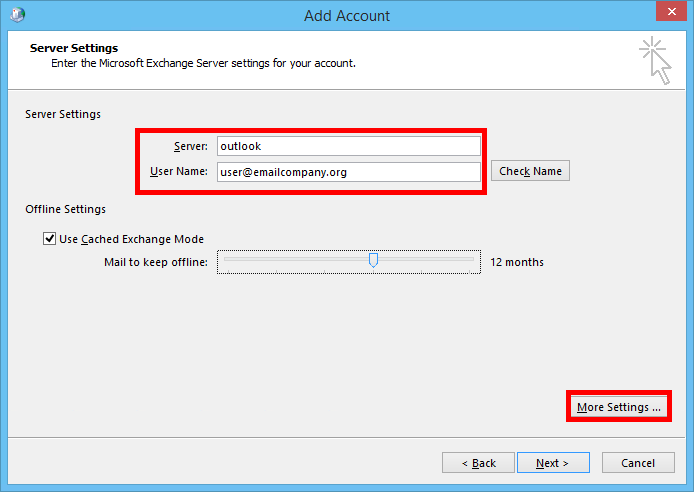 Add Account
Server Settings
Enter the Microsoft Exchange Server settings for your account.
Server Settings
Server: outlook
User Name: user@emailcompany.org Check Name
Offline Settings
Use Cached Exchange Mode
Mail to keep offline: 12 months
More Settings ...
< Back Next > Cancel